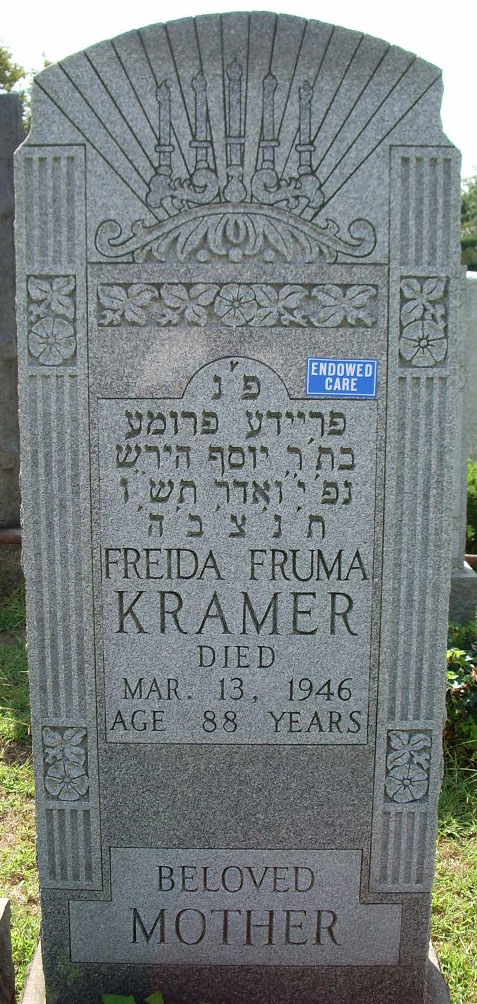 פ״נ
ENDOWED
CARE
פריידע פרומע
בת ר' יוסף הירש
נפ' י' ואדר תש'ו
ת'נ'צ'ב'ה
FREIDA FRUMA
KRAMER
DIED
MAR. 13, 1946
AGE 88 YEARS
BELOVED
MOTHER